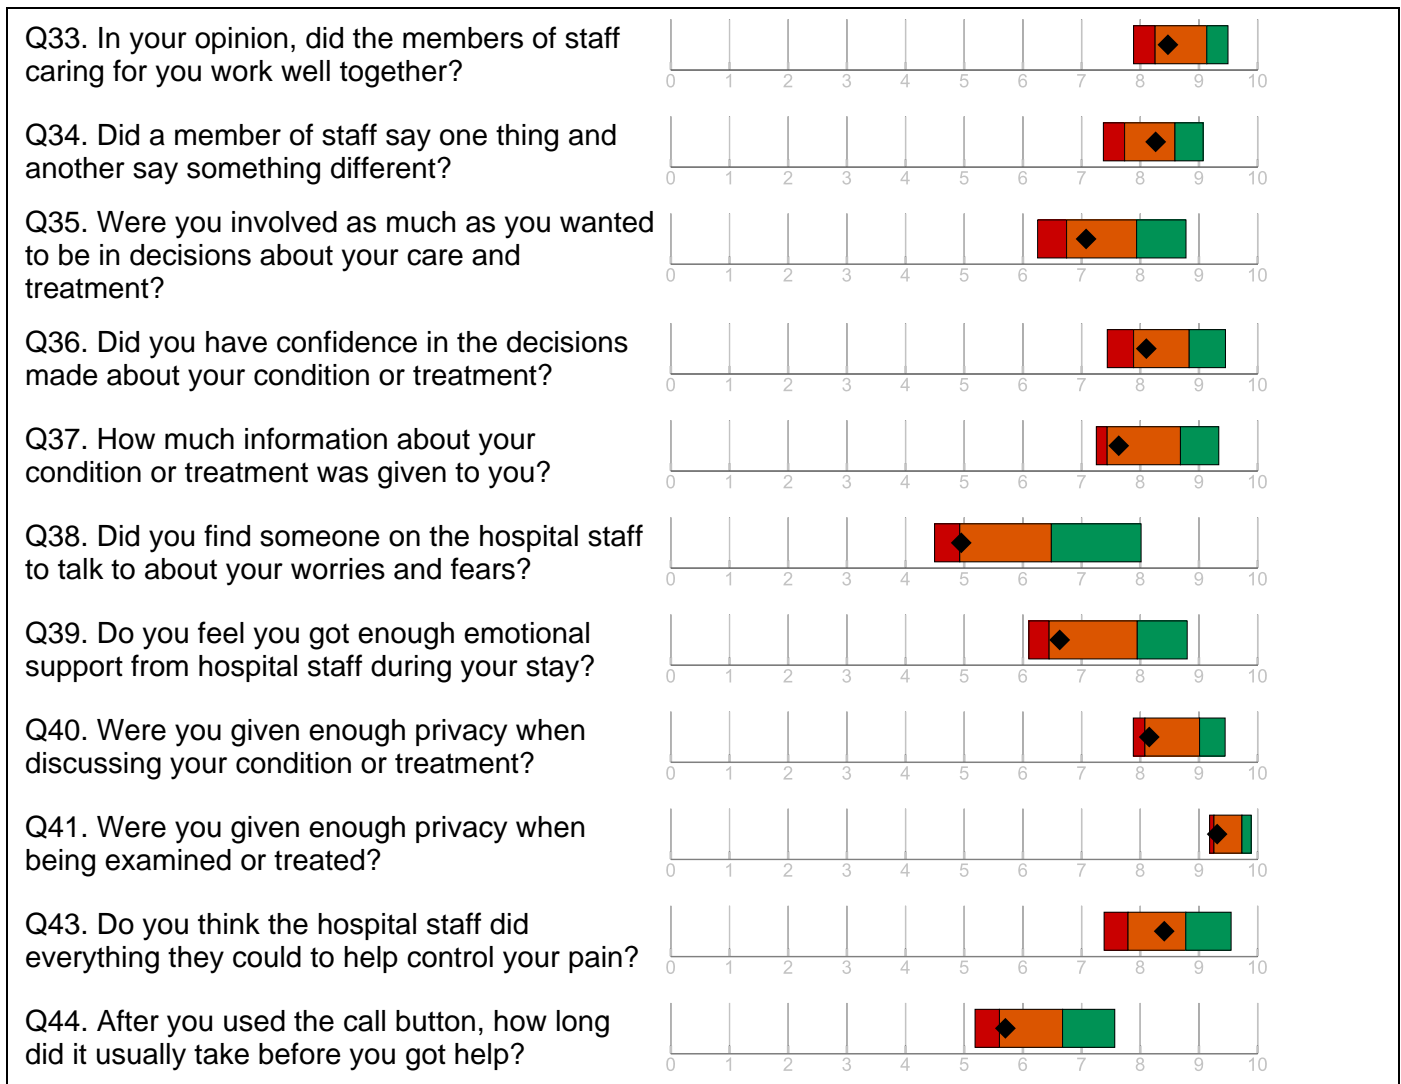 Q33. In your opinion, did the members of staff
caring for you work well together?
0 1 2 3 4 5 6 7 8 9 10
Q34. Did a member of staff say one thing and
another say something different?
0 1 2 3 4 5 6 7 8 9 10
Q35. Were you involved as much as you wanted
to be in decisions about your care and
treatment?
0 1 2 3 4 5 6 7 8 9 10
Q36. Did you have confidence in the decisions
made about your condition or treatment?
0 1 2 3 4 5 6 7 8 9 10
Q37. How much information about your
condition or treatment was given to you?
0 1 2 3 4 5 6 7 8 9 10
Q38. Did you find someone on the hospital staff
to talk to about your worries and fears?
0 1 2 3 4 5 6 7 8 9 10
Q39. Do you feel you got enough emotional
support from hospital staff during your stay?
0 1 2 3 4 5 6 7 8 9 10
Q40. Were you given enough privacy when
discussing your condition or treatment?
0 1 2 3 4 5 6 7 8 9 10
Q41. Were you given enough privacy when
being examined or treated?
0 1 2 3 4 5 6 7 8 9 10
Q43. Do you think the hospital staff did
everything they could to help control your pain?
0 1 2 3 4 5 6 7 8 9 10
Q44. After you used the call button, how long
did it usually take before you got help?
0 1 2 3 4 5 6 7 8 9 10